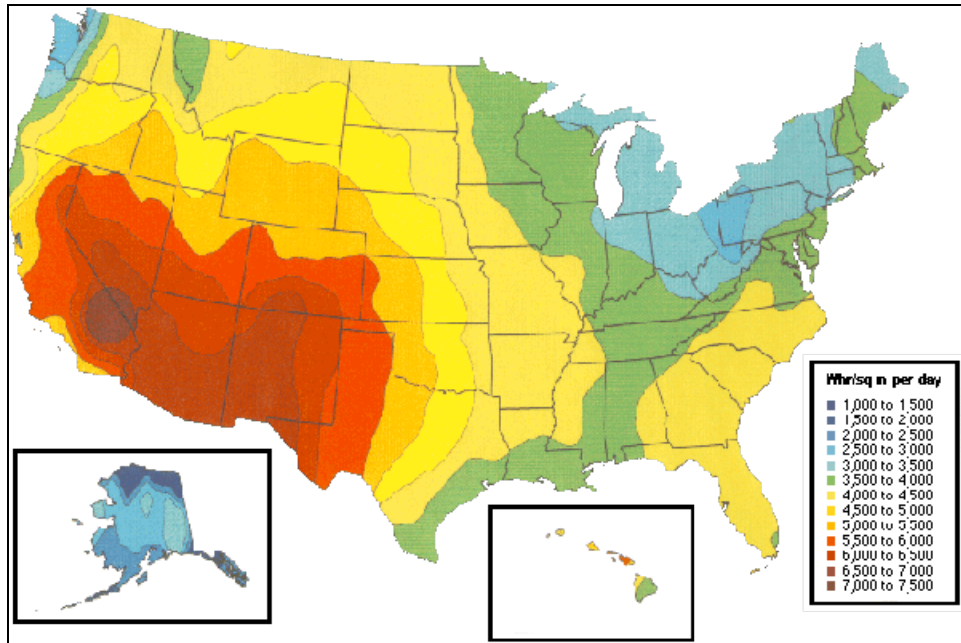 Whr/sq m per day
1,000 to 1,500
1,500 to 2,000
2,000 to 2,500
2,500 to 3,000
3,000 to 3,500
3,500 to 4,000
4,000 to 4,500
4,500 to 5,000
5,000 to 5,500
5,500 to 6,000
6,000 to 6,500
6,500 to 7,000
7,000 to 7,500